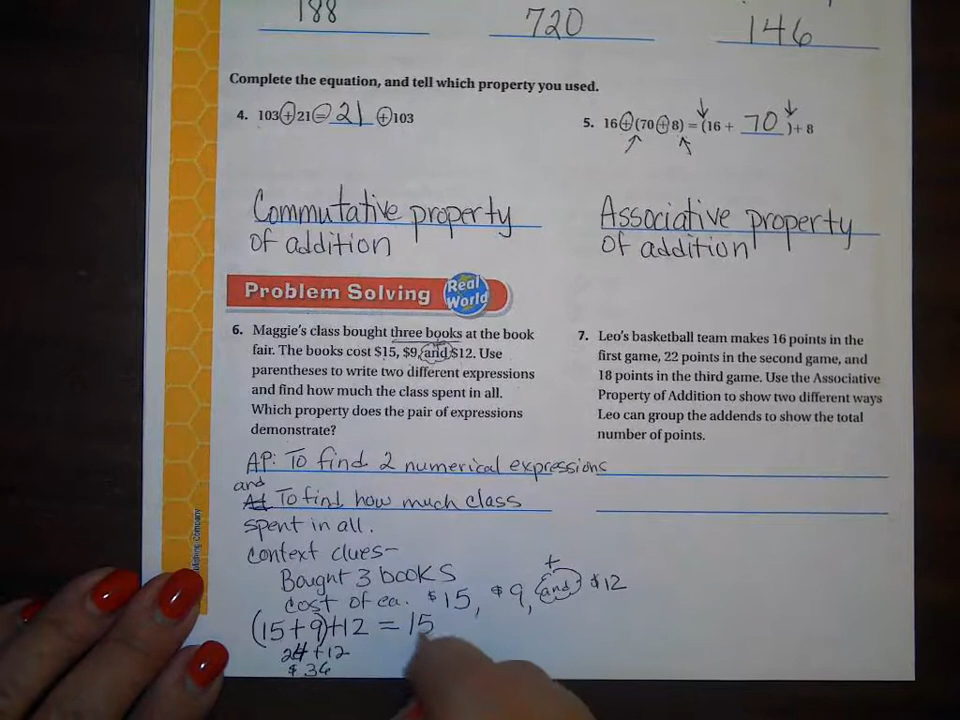 188
720
146
Complete the equation, and tell which property you used.
4. 103 + 21 = 21 + 103
5. 16 + (70 + 8) = (16 + 70 ) + 8
Commutative property
of addition
Associative property
of addition
Problem Solving Real World
6. Maggie's class bought three books at the book
fair. The books cost $15, $9, and $12. Use
parentheses to write two different expressions
and find how much the class spent in all.
Which property does the pair of expressions
demonstrate?
7. Leo's basketball team makes 16 points in the
first game, 22 points in the second game, and
18 points in the third game. Use the Associative
Property of Addition to show two different ways
Leo can group the addends to show the total
number of points.
AP: To find 2 numerical expressions
and
To find how much class
spent in all.
Context clues-
Bought 3 books
+
cost of ea. $15, $9, and $12
(15+9)+12 = 15
24 +12
$ 36